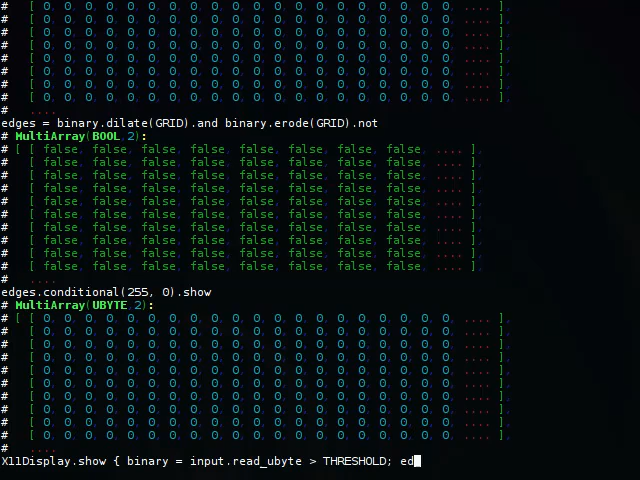 #   [ 0, 0, 0, 0, 0, 0, 0, 0, 0, 0, 0, 0, 0, 0, 0, 0, 0, 0, 0, 0, .... ],
#   [ 0, 0, 0, 0, 0, 0, 0, 0, 0, 0, 0, 0, 0, 0, 0, 0, 0, 0, 0, 0, .... ],
#   [ 0, 0, 0, 0, 0, 0, 0, 0, 0, 0, 0, 0, 0, 0, 0, 0, 0, 0, 0, 0, .... ],
#   [ 0, 0, 0, 0, 0, 0, 0, 0, 0, 0, 0, 0, 0, 0, 0, 0, 0, 0, 0, 0, .... ],
#   [ 0, 0, 0, 0, 0, 0, 0, 0, 0, 0, 0, 0, 0, 0, 0, 0, 0, 0, 0, 0, .... ],
#   [ 0, 0, 0, 0, 0, 0, 0, 0, 0, 0, 0, 0, 0, 0, 0, 0, 0, 0, 0, 0, .... ],
#   [ 0, 0, 0, 0, 0, 0, 0, 0, 0, 0, 0, 0, 0, 0, 0, 0, 0, 0, 0, 0, .... ],
#   [ 0, 0, 0, 0, 0, 0, 0, 0, 0, 0, 0, 0, 0, 0, 0, 0, 0, 0, 0, 0, .... ],
#   ....
edges = binary.dilate(GRID).and binary.erode(GRID).not
# MultiArray(BOOL,2):
# [ [ false, false, false, false, false, false, false, false, .... ],
#   [ false, false, false, false, false, false, false, false, .... ],
#   [ false, false, false, false, false, false, false, false, .... ],
#   [ false, false, false, false, false, false, false, false, .... ],
#   [ false, false, false, false, false, false, false, false, .... ],
#   [ false, false, false, false, false, false, false, false, .... ],
#   [ false, false, false, false, false, false, false, false, .... ],
#   [ false, false, false, false, false, false, false, false, .... ],
#   [ false, false, false, false, false, false, false, false, .... ],
#   [ false, false, false, false, false, false, false, false, .... ],
#   ....
edges.conditional(255, 0).show
# MultiArray(UBYTE,2):
# [ [ 0, 0, 0, 0, 0, 0, 0, 0, 0, 0, 0, 0, 0, 0, 0, 0, 0, 0, 0, 0, .... ],
#   [ 0, 0, 0, 0, 0, 0, 0, 0, 0, 0, 0, 0, 0, 0, 0, 0, 0, 0, 0, 0, .... ],
#   [ 0, 0, 0, 0, 0, 0, 0, 0, 0, 0, 0, 0, 0, 0, 0, 0, 0, 0, 0, 0, .... ],
#   [ 0, 0, 0, 0, 0, 0, 0, 0, 0, 0, 0, 0, 0, 0, 0, 0, 0, 0, 0, 0, .... ],
#   [ 0, 0, 0, 0, 0, 0, 0, 0, 0, 0, 0, 0, 0, 0, 0, 0, 0, 0, 0, 0, .... ],
#   [ 0, 0, 0, 0, 0, 0, 0, 0, 0, 0, 0, 0, 0, 0, 0, 0, 0, 0, 0, 0, .... ],
#   [ 0, 0, 0, 0, 0, 0, 0, 0, 0, 0, 0, 0, 0, 0, 0, 0, 0, 0, 0, 0, .... ],
#   [ 0, 0, 0, 0, 0, 0, 0, 0, 0, 0, 0, 0, 0, 0, 0, 0, 0, 0, 0, 0, .... ],
#   [ 0, 0, 0, 0, 0, 0, 0, 0, 0, 0, 0, 0, 0, 0, 0, 0, 0, 0, 0, 0, .... ],
#   [ 0, 0, 0, 0, 0, 0, 0, 0, 0, 0, 0, 0, 0, 0, 0, 0, 0, 0, 0, 0, .... ],
#   ....
X11Display.show { binary = input.read_ubyte > THRESHOLD; ed